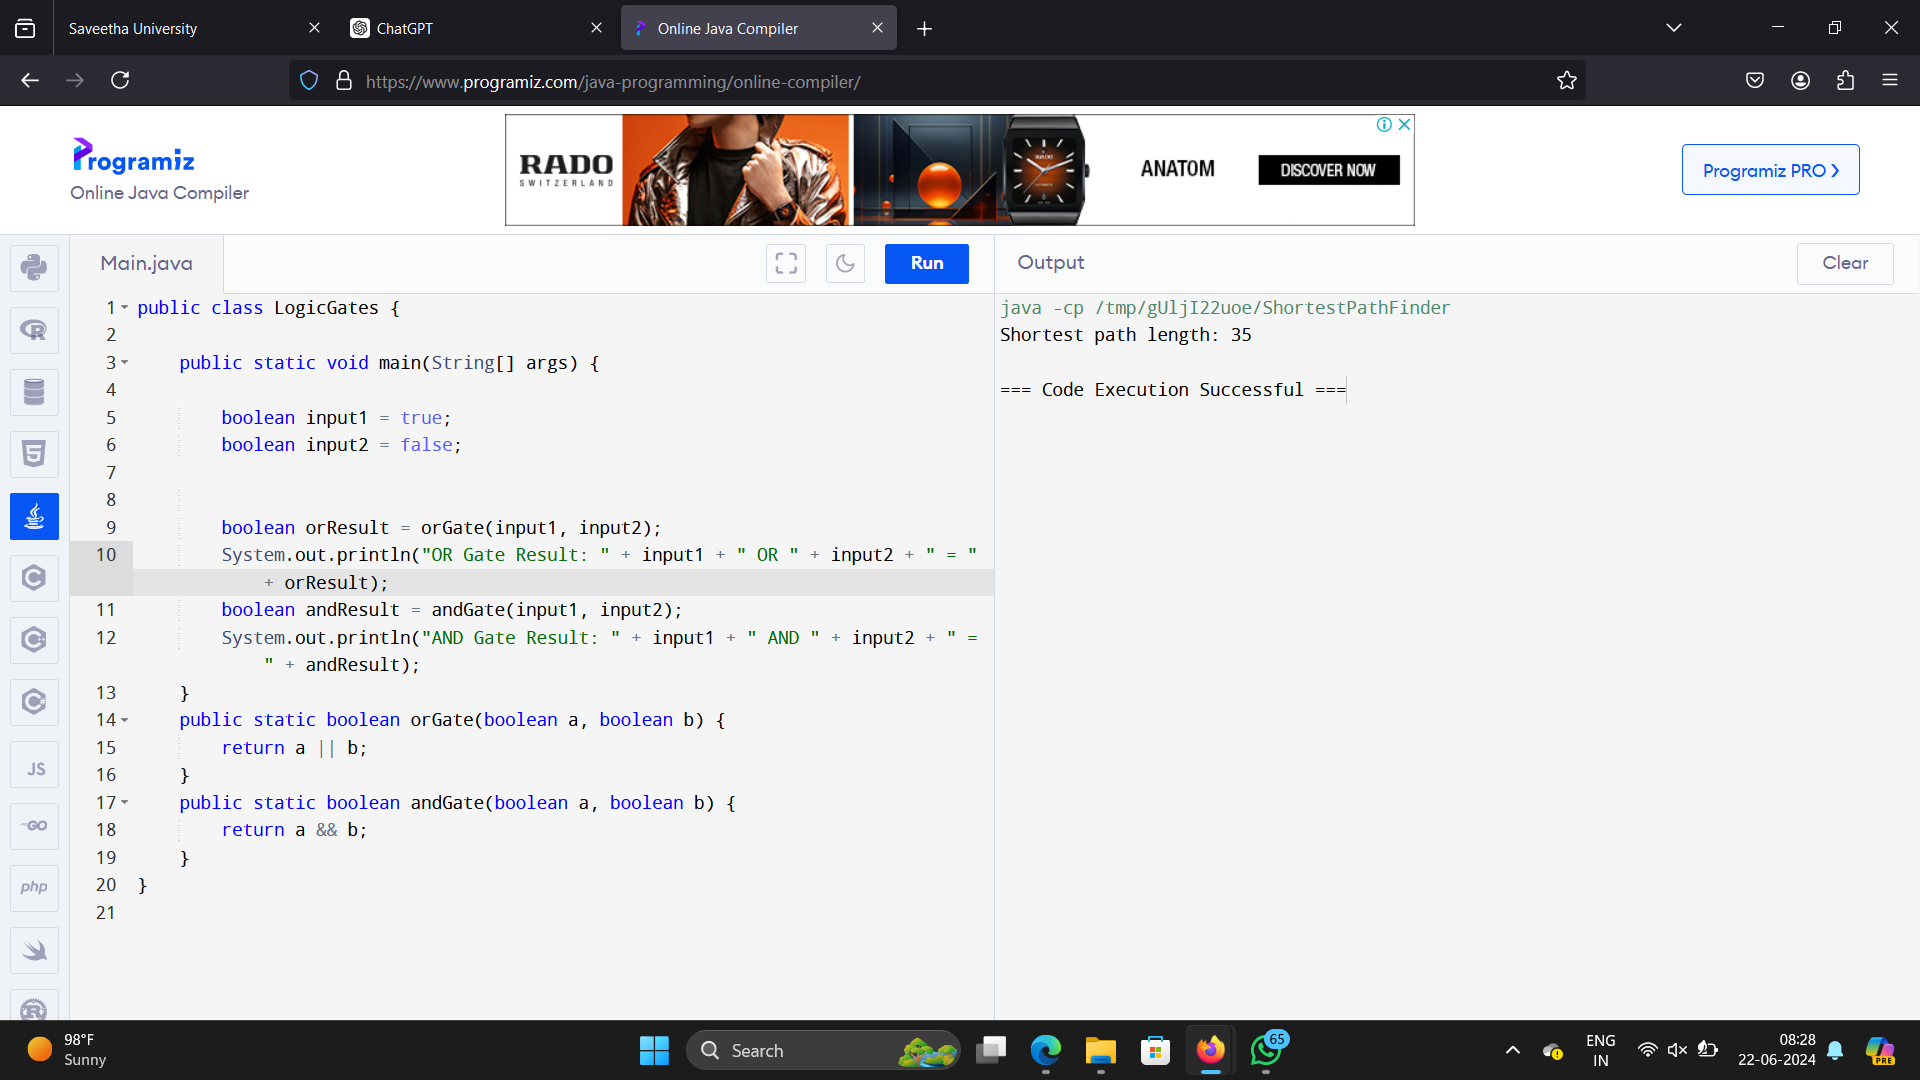 Saveetha University
ChatGPT
Online Java Compiler
https://www.programiz.com/java-programming/online-compiler/
Programiz
Online Java Compiler
RADO
SWITZERLAND
RADO
ANATOM
DISCOVER NOW
Programiz PRO ❯
Main.java
Run
Output
Clear
1 public class LogicGates {
2
3     public static void main(String[] args) {
4
5         boolean input1 = true;
6         boolean input2 = false;
7
8
9         boolean orResult = orGate(input1, input2);
10         System.out.println("OR Gate Result: " + input1 + " OR " + input2 + " = "
+ orResult);
11         boolean andResult = andGate(input1, input2);
12         System.out.println("AND Gate Result: " + input1 + " AND " + input2 + " =
" + andResult);
13     }
14     public static boolean orGate(boolean a, boolean b) {
15         return a || b;
16     }
17     public static boolean andGate(boolean a, boolean b) {
18         return a && b;
19     }
20 }
21
java -cp /tmp/gUljI22uoe/ShortestPathFinder
Shortest path length: 35
=== Code Execution Successful ===
JS
GO
php
98°F
Sunny
Search
65
ENG
IN
08:28
22-06-2024
PRE